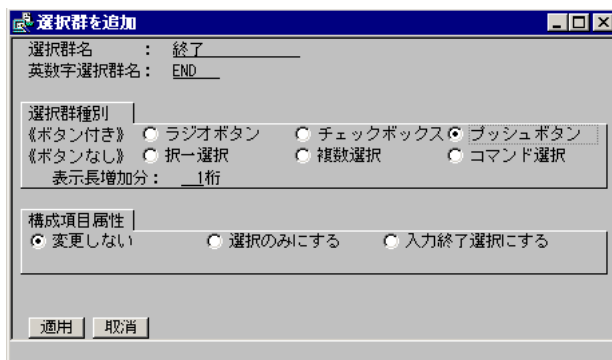 選択群を追加
選択群名 : 終了
英数字選択群名: END
選択群種別
《ボタン付き》 ラジオボタン チェックボックス プッシュボタン
《ボタンなし》 択一選択 複数選択 コマンド選択
表示長増加分: 1桁
構成項目属性
変更しない 選択のみにする 入力終了選択にする
適用 取消